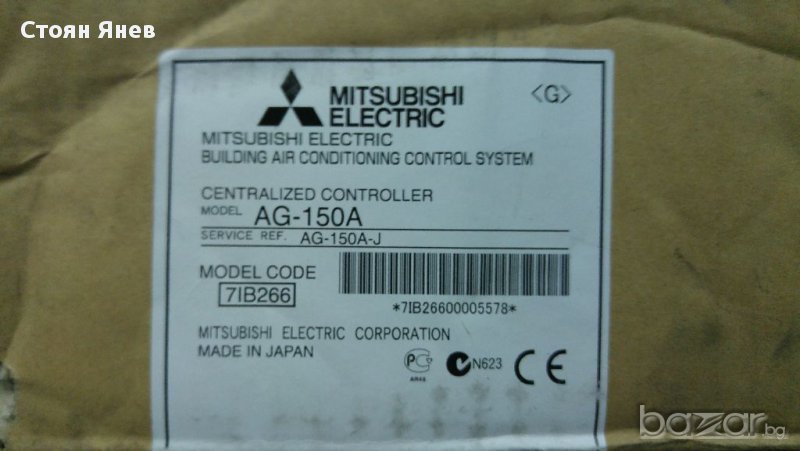 Стоян Янев
MITSUBISHI
ELECTRIC
<G>
MITSUBISHI ELECTRIC
BUILDING AIR CONDITIONING CONTROL SYSTEM
CENTRALIZED CONTROLLER
MODEL AG-150A
SERVICE REF. AG-150A-J
MODEL CODE
7IB266
*7IB26600005578*
MITSUBISHI ELECTRIC CORPORATION
MADE IN JAPAN
N623
CE
bazar.bg